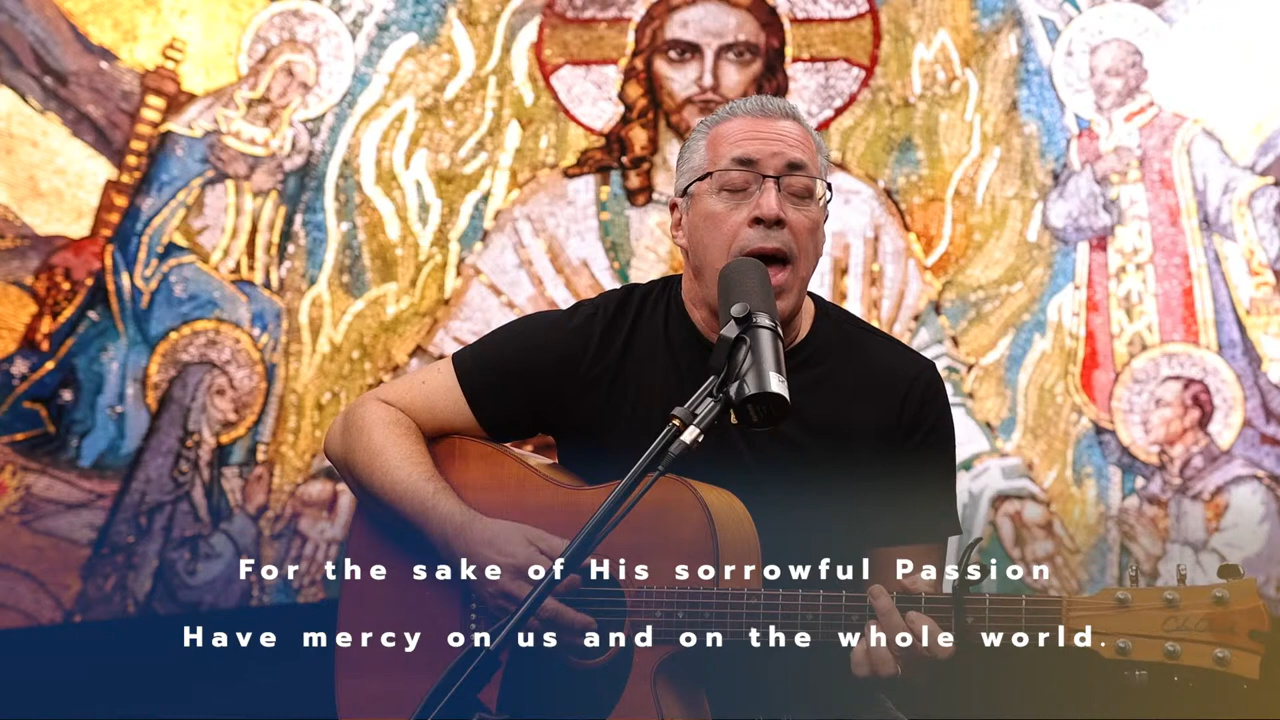 For the sake of His sorrowful Passion
Have mercy on us and on the whole world.